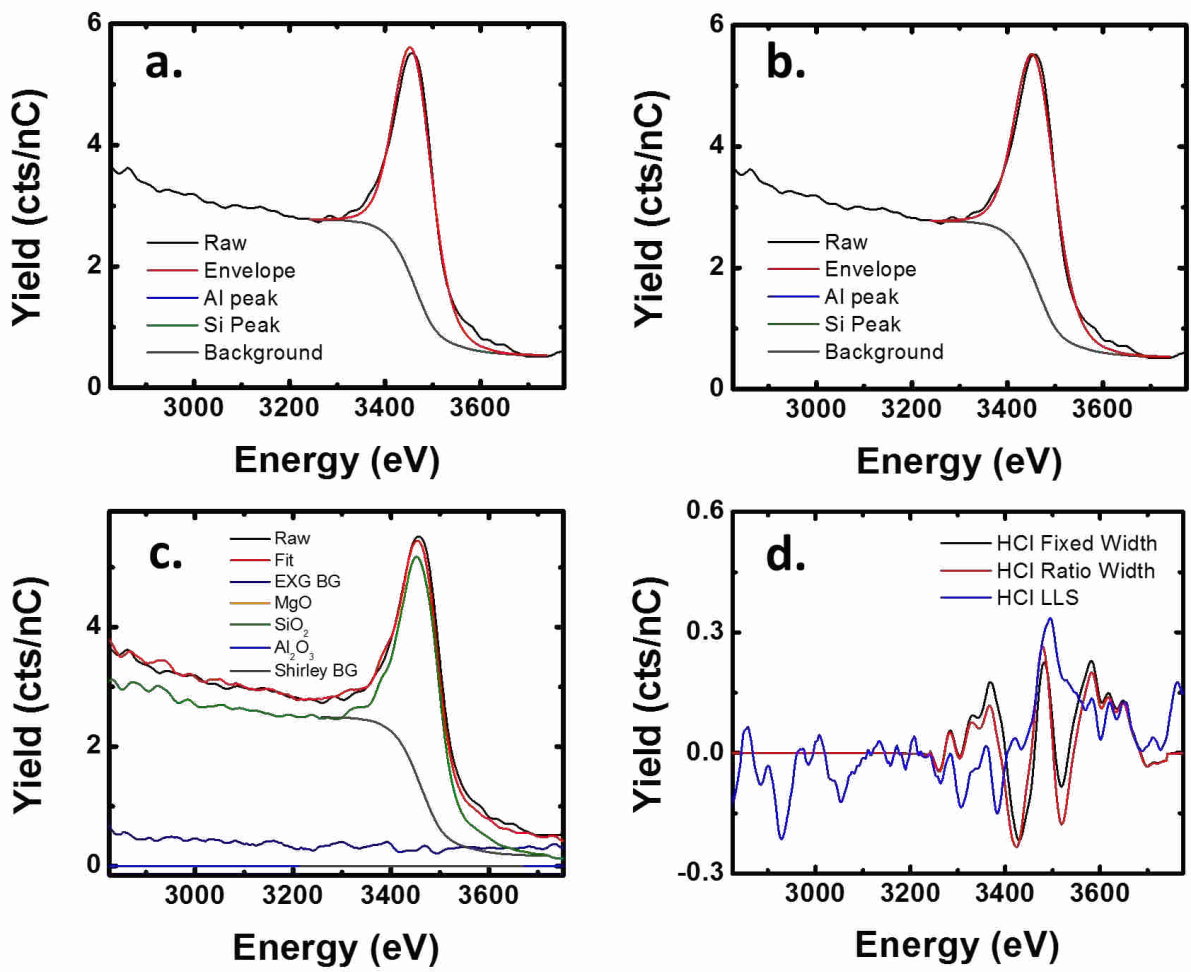 a.
6
4
2
0
Yield (cts/nC)
Raw
Envelope
Al peak
Si Peak
Background
3000 3200 3400 3600
Energy (eV)
b.
6
4
2
0
Yield (cts/nC)
Raw
Envelope
Al peak
Si Peak
Background
3000 3200 3400 3600
Energy (eV)
c.
4
2
0
Yield (cts/nC)
Raw
Fit
EXG BG
MgO
SiO₂
Al₂O₃
Shirley BG
3000 3200 3400 3600
Energy (eV)
d.
0.6
0.3
0.0
-0.3
Yield (cts/nC)
HCl Fixed Width
HCl Ratio Width
HCl LLS
3000 3200 3400 3600
Energy (eV)